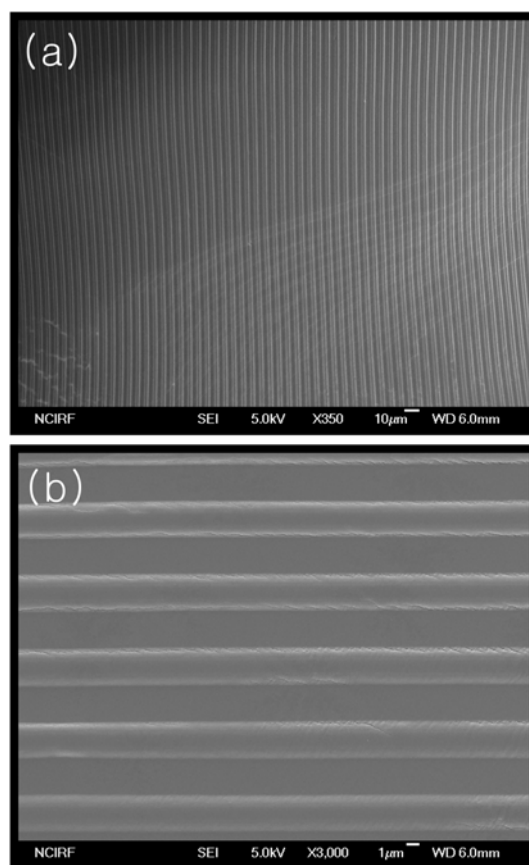 (a)
NCIRF SEI 5.0kV X350 10μm WD 6.0mm
(b)
NCIRF SEI 5.0kV X3,000 1μm WD 6.0mm